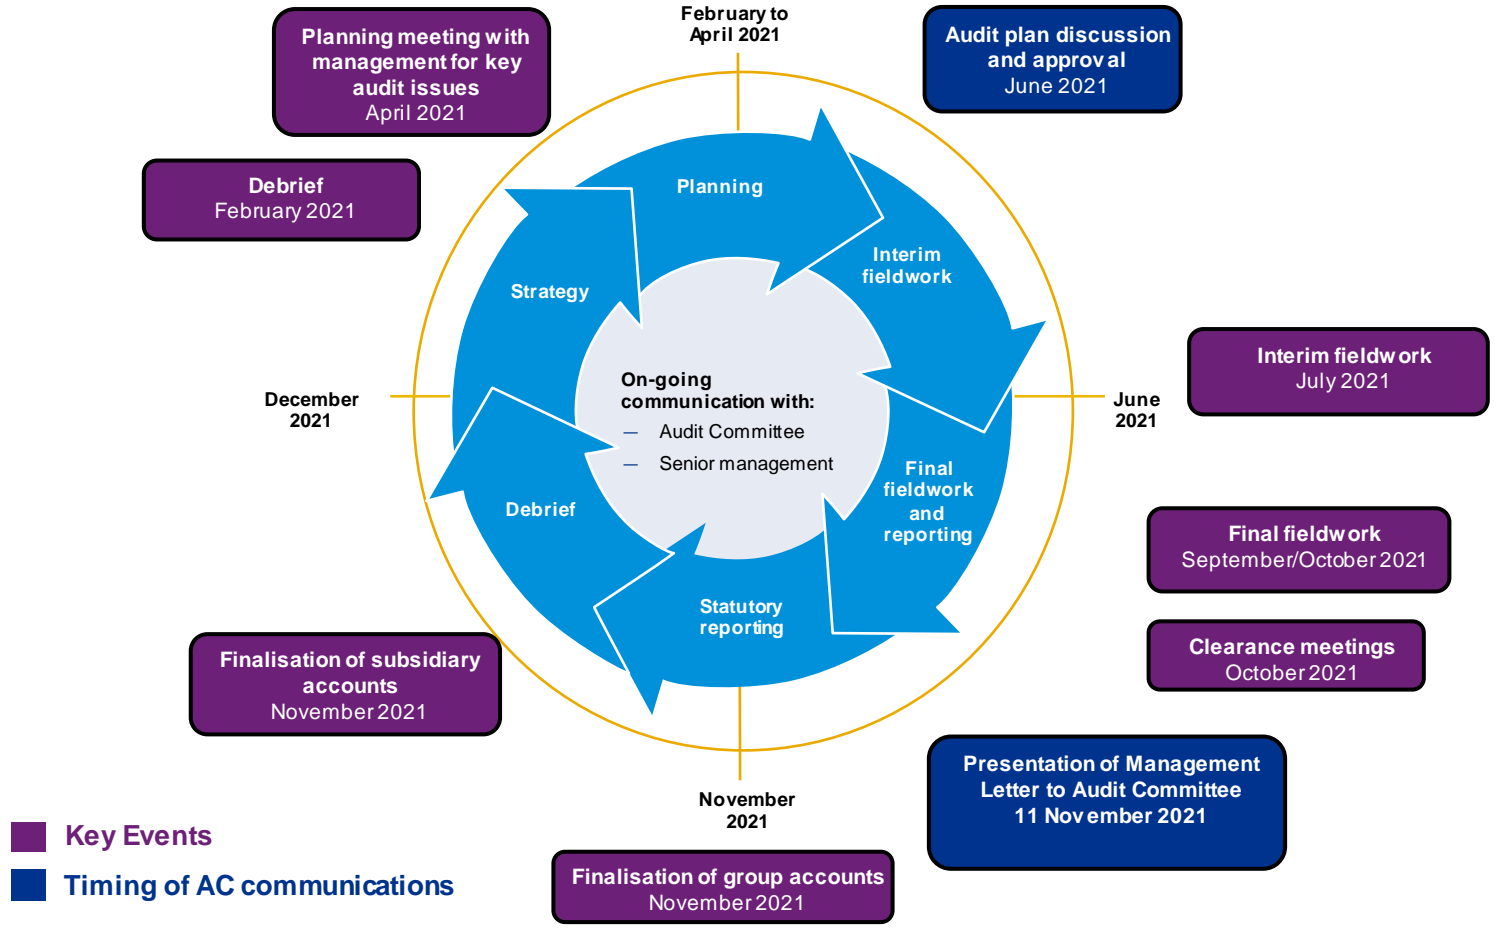 February to
April 2021
Planning meeting with
management for key
audit issues
April 2021
Audit plan discussion
and approval
June 2021
Debrief
February 2021
Planning
Interim
fieldwork
Strategy
Interim fieldwork
July 2021
December
2021
On-going
communication with:
— Audit Committee
— Senior management
June
2021
Final
fieldwork
and
reporting
Debrief
Final fieldwork
September/October 2021
Statutory
reporting
Clearance meetings
October 2021
Finalisation of subsidiary
accounts
November 2021
Presentation of Management
Letter to Audit Committee
11 November 2021
November
2021
Key Events
Timing of AC communications
Finalisation of group accounts
November 2021